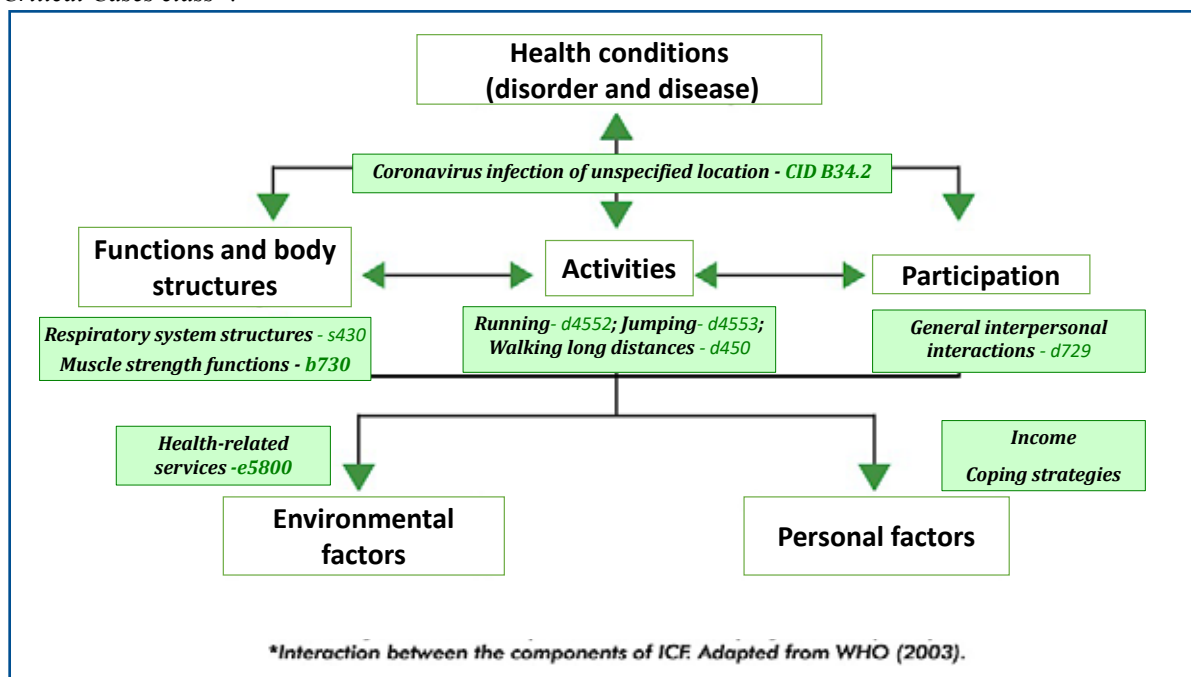 Critical Cases class
Health conditions
(disorder and disease)
Coronavirus infection of unspecified location - CID B34.2
Functions and body
structures
Activities
Participation
Respiratory system structures - s430
Muscle strength functions - b730
Running- d4552; Jumping- d4553;
Walking long distances - d450
General interpersonal
interactions - d729
Health-related
services -e5800
Income
Coping strategies
Environmental
factors
Personal factors
*Interaction between the components of ICF. Adapted from WHO (2003).